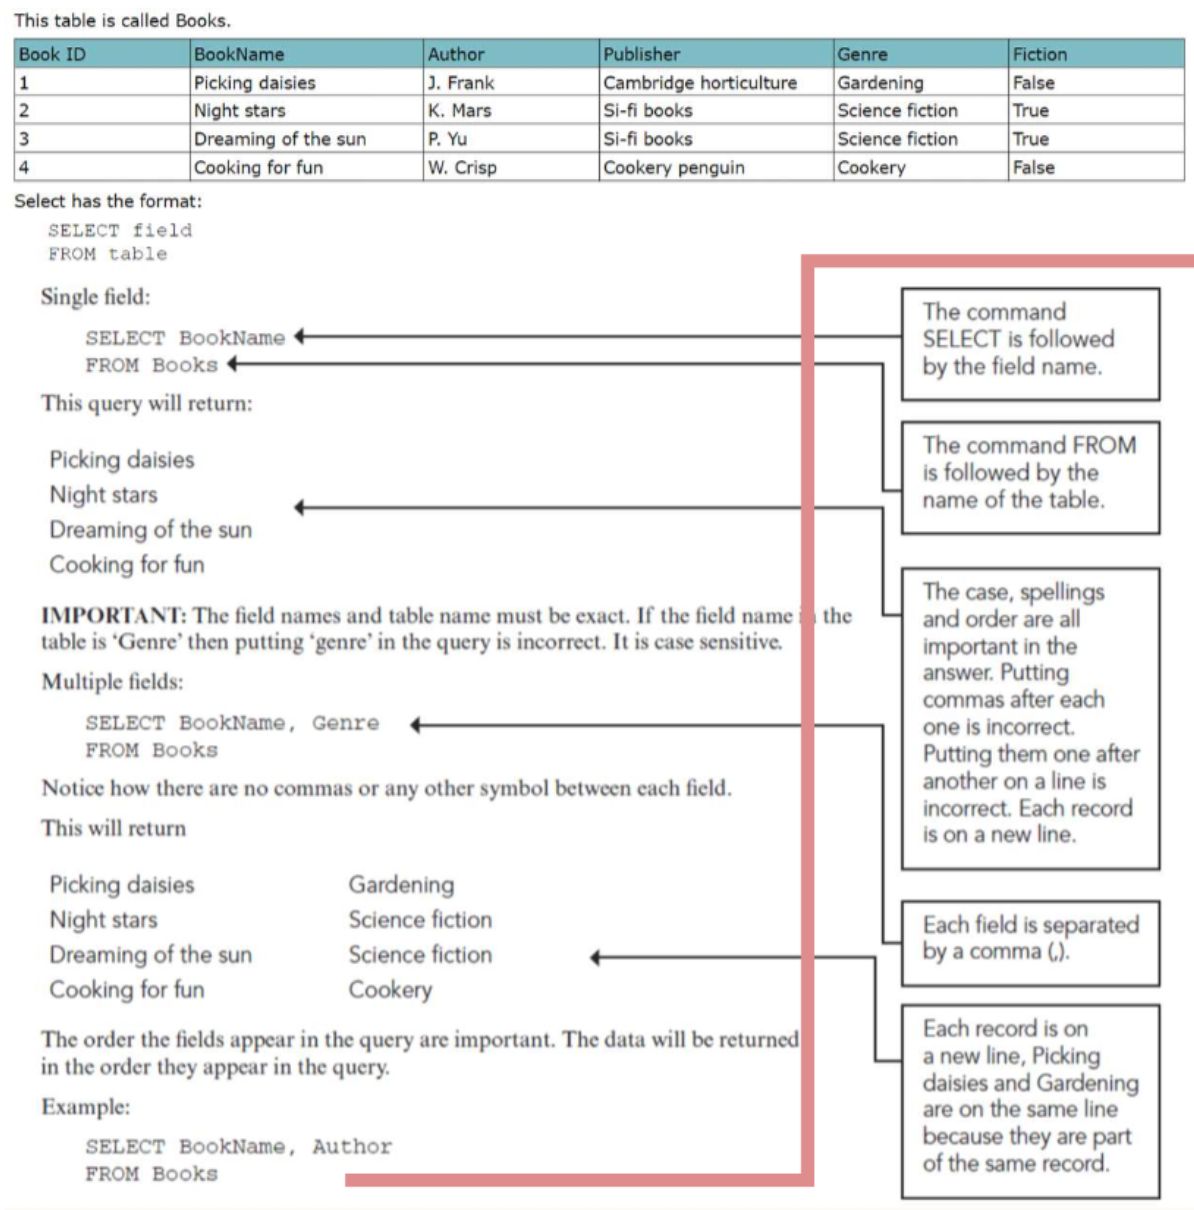 This table is called Books.
Book ID BookName Author Publisher Genre Fiction
1 Picking daisies J. Frank Cambridge horticulture Gardening False
2 Night stars K. Mars Si-fi books Science fiction True
3 Dreaming of the sun P. Yu Si-fi books Science fiction True
4 Cooking for fun W. Crisp Cookery penguin Cookery False
Select has the format:
SELECT field
FROM table
Single field:
SELECT BookName
FROM Books
This query will return:
Picking daisies
Night stars
Dreaming of the sun
Cooking for fun
IMPORTANT: The field names and table name must be exact. If the field name the
table is ‘Genre’ then putting ‘genre’ in the query is incorrect. It is case sensitive.
Multiple fields:
SELECT BookName, Genre
FROM Books
Notice how there are no commas or any other symbol between each field.
This will return
Picking daisies Gardening
Night stars Science fiction
Dreaming of the sun Science fiction
Cooking for fun Cookery
The order the fields appear in the query are important. The data will be returned
in the order they appear in the query.
Example:
SELECT BookName, Author
FROM Books
The command
SELECT is followed
by the field name.
The command FROM
is followed by the
name of the table.
The case, spellings
and order are all
important in the
answer. Putting
commas after each
one is incorrect.
Putting them one after
another on a line is
incorrect. Each record
is on a new line.
Each field is separated
by a comma (,).
Each record is on
a new line, Picking
daisies and Gardening
are on the same line
because they are part
of the same record.